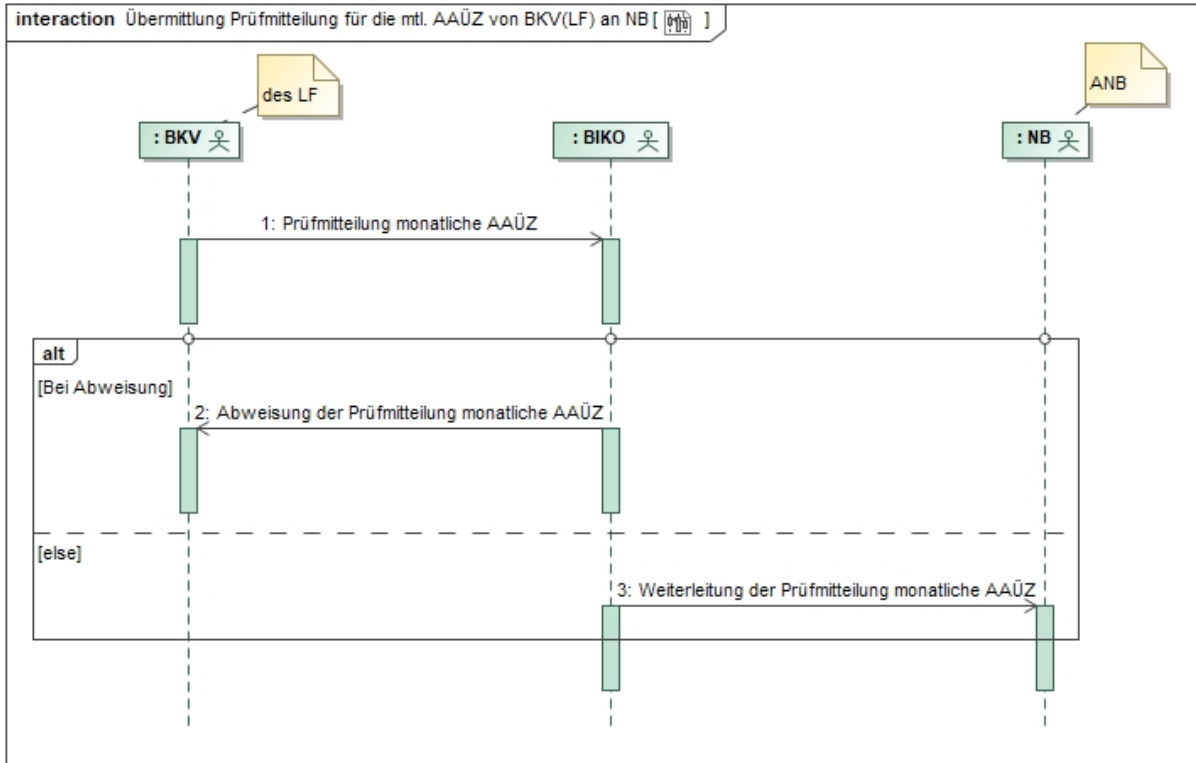 interaction Übermittlung Prüfmitteilung für die mtl. AAÜZ von BKV(LF) an NB [ ]
des LF
ANB
: BKV
: BIKO
: NB
1: Prüfmitteilung monatliche AAÜZ
alt
[Bei Abweisung]
2: Abweisung der Prüfmitteilung monatliche AAÜZ
[else]
3: Weiterleitung der Prüfmitteilung monatliche AAÜZ